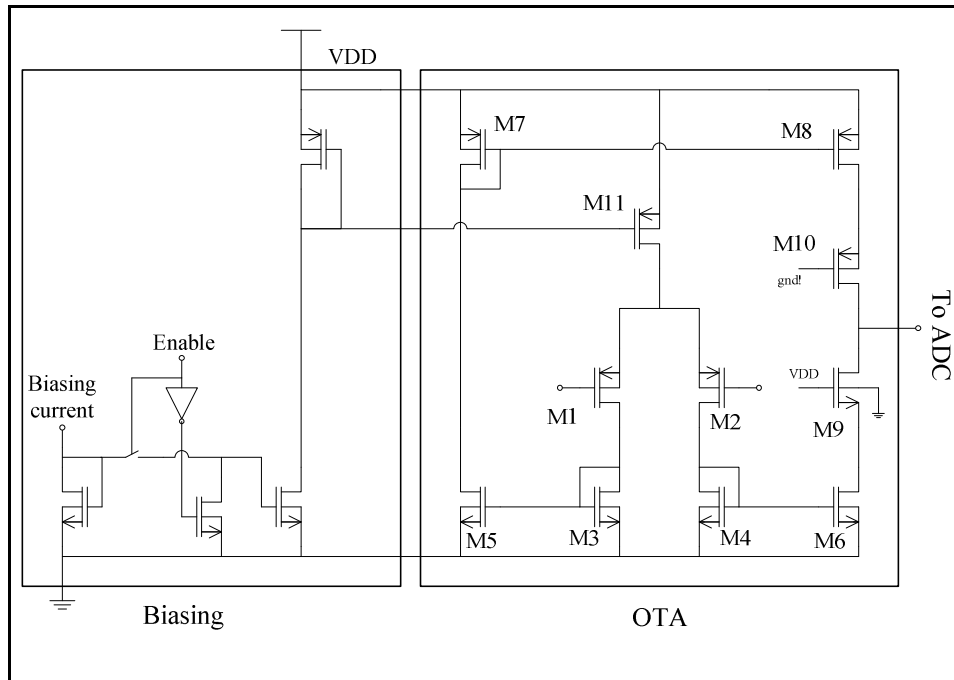 VDD
M7
M8
M11
M10
gnd!
To ADC
Enable
Biasing
current
VDD
M1
M2
M9
M5
M3
M4
M6
Biasing
OTA